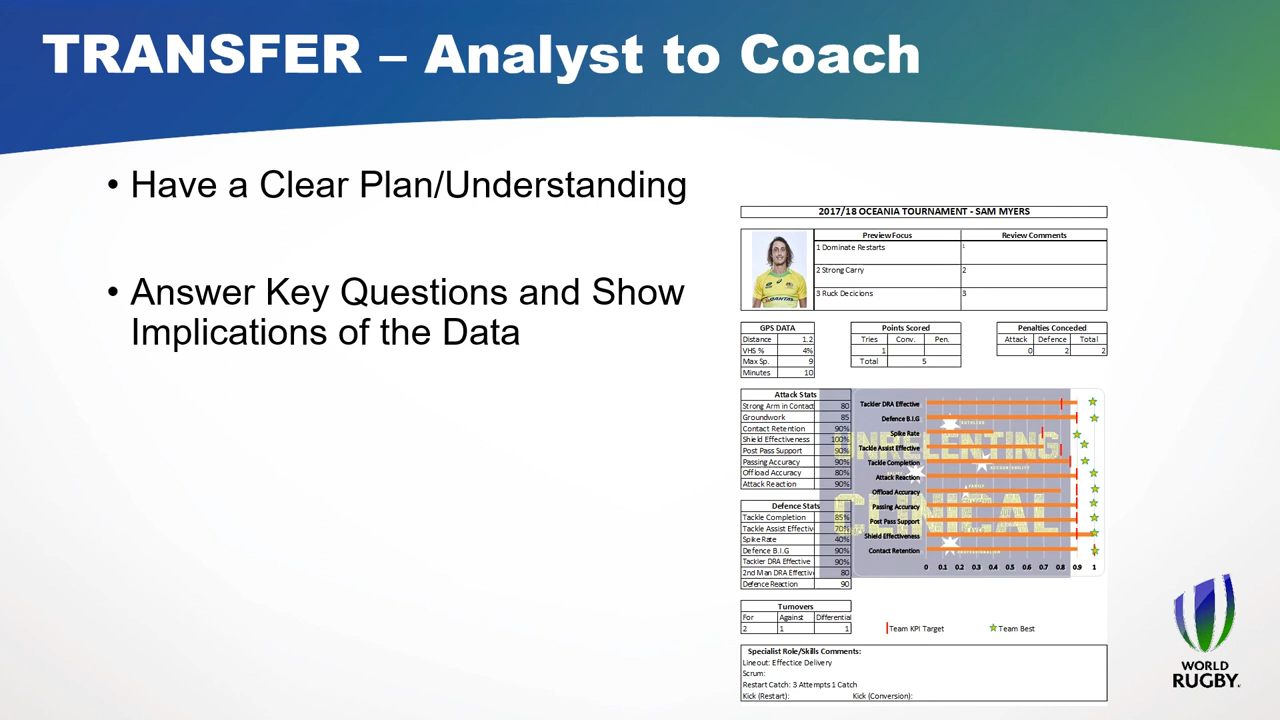 TRANSFER – Analyst to Coach
• Have a Clear Plan/Understanding
• Answer Key Questions and Show
Implications of the Data
2017/18 OCEANIA TOURNAMENT - SAM MYERS
Preview Focus Review Comments
1 Dominate Restarts 1
2 Strong Carry 2
3 Ruck Decicions 3
GPS DATA
Distance 1.2
VHS % 4%
Max Sp. 9
Minutes 10
Points Scored
Tries Conv. Pen.
1
Total 5
Penalties Conceded
Attack Defence Total
0 2 2
Attack Stats
Strong Arm in Contact 80
Groundwork 85
Contact Retention 90%
Shield Effectiveness 100%
Post Pass Support 90%
Passing Accuracy 90%
Offload Accuracy 80%
Attack Reaction 90%
Defence Stats
Tackle Completion 85%
Tackle Assist Effectiv 70%
Spike Rate 40%
Defence B.I.G 90%
Tackler DRA Effective 90%
2nd Man DRA Effectiv 80
Defence Reaction 90
Tackler DRA Effective
Defence B.I.G
Spike Rate
Tackle Assist Effective
Tackle Completion
Attack Reaction
Offload Accuracy
Passing Accuracy
Post Pass Support
Shield Effectiveness
Contact Retention
0 0.1 0.2 0.3 0.4 0.5 0.6 0.7 0.8 0.9 1
UNRELENTING
ACCOUNTABILITY
FAMILY
CLINICAL
Turnovers
For Against Differential
2 1 1
Team KPI Target Team Best
Specialist Role/Skills Comments:
Lineout: Effectice Delivery
Scrum:
Restart Catch: 3 Attempts 1 Catch
Kick (Restart): Kick (Conversion):
WORLD
RUGBY